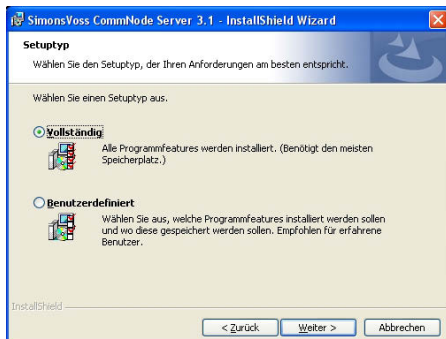 SimonsVoss CommNode Server 3.1 - InstallShield Wizard
Setuptyp
Wählen Sie den Setuptyp, der Ihren Anforderungen am besten entspricht.
Wählen Sie einen Setuptyp aus.
Vollständig
Alle Programmfeatures werden installiert. (Benötigt den meisten
Speicherplatz.)
Benutzerdefiniert
Wählen Sie aus, welche Programmfeatures installiert werden sollen
und wo diese gespeichert werden sollen. Empfohlen für erfahrene
Benutzer.
InstallShield
< Zurück Weiter > Abbrechen